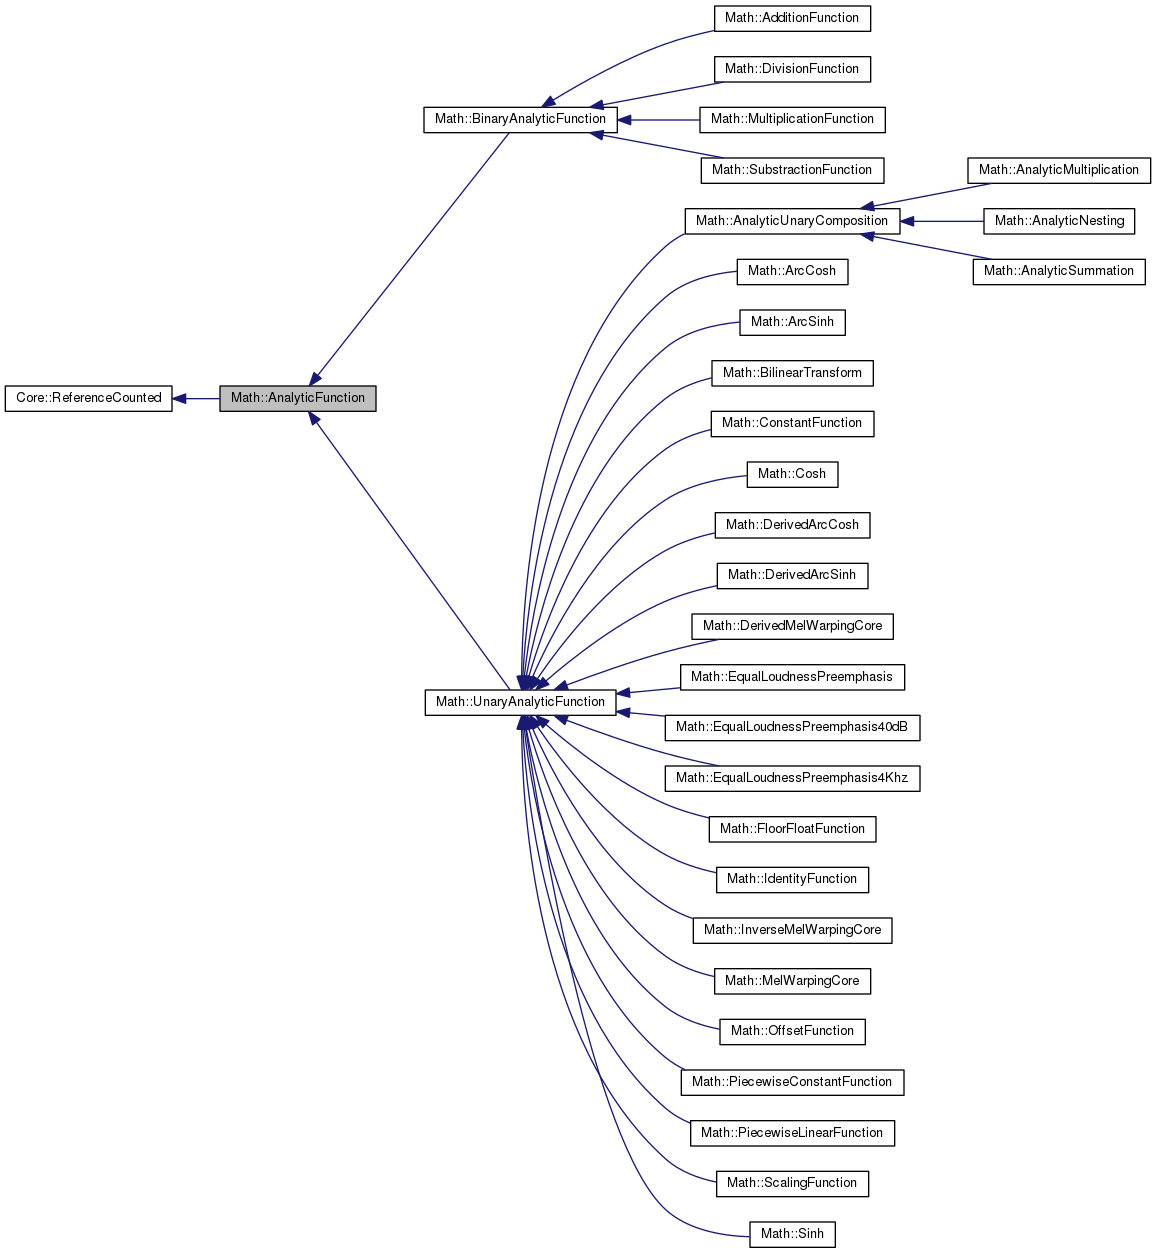 Math::AdditionFunction
Math::DivisionFunction
Math::BinaryAnalyticFunction
Math::MultiplicationFunction
Math::SubstractionFunction
Math::AnalyticMultiplication
Math::AnalyticUnaryComposition
Math::AnalyticNesting
Math::AnalyticSummation
Math::ArcCosh
Math::ArcSinh
Math::BilinearTransform
Core::ReferenceCounted
Math::AnalyticFunction
Math::ConstantFunction
Math::Cosh
Math::DerivedArcCosh
Math::DerivedArcSinh
Math::DerivedMelWarpingCore
Math::EqualLoudnessPreemphasis
Math::UnaryAnalyticFunction
Math::EqualLoudnessPreemphasis40dB
Math::EqualLoudnessPreemphasis4Khz
Math::FloorFloatFunction
Math::IdentityFunction
Math::InverseMelWarpingCore
Math::MelWarpingCore
Math::OffsetFunction
Math::PiecewiseConstantFunction
Math::PiecewiseLinearFunction
Math::ScalingFunction
Math::Sinh